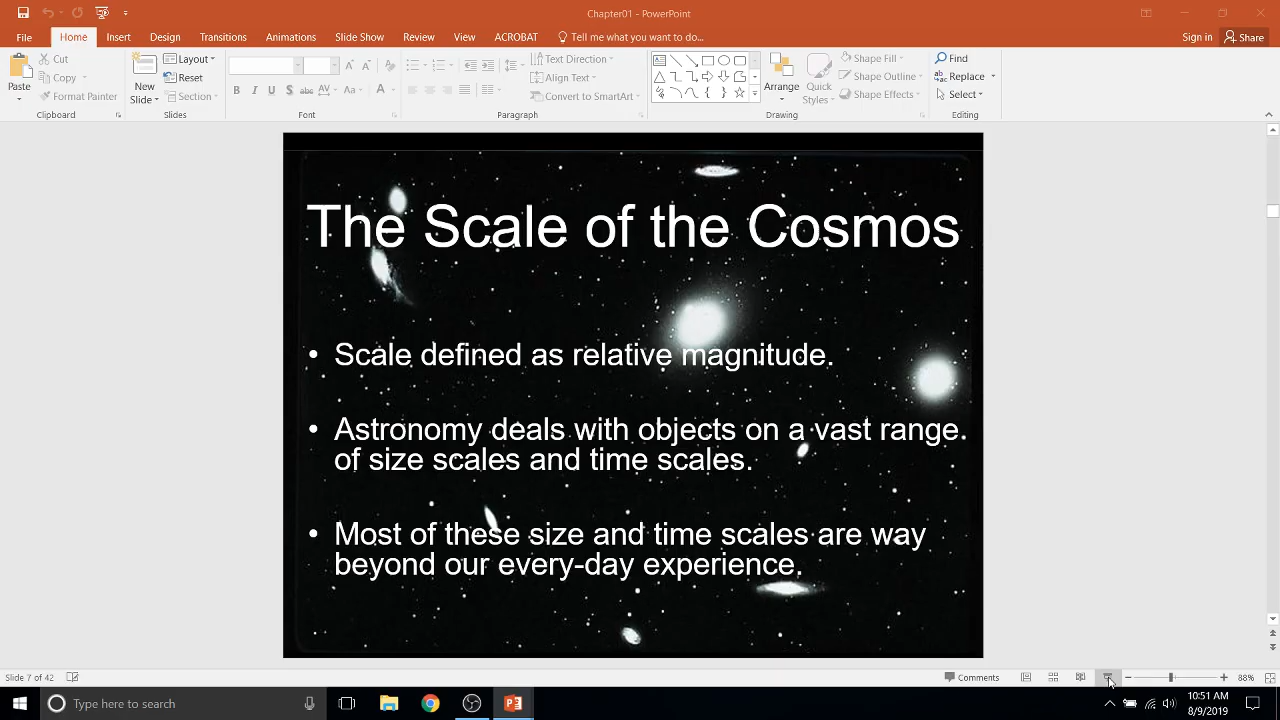 Chapter01 - PowerPoint
File Home Insert Design Transitions Animations Slide Show Review View ACROBAT Tell me what you want to do... Sign in Share
Paste
Cut
Copy
Format Painter
Clipboard
New
Slide
Layout
Reset
Section
Slides
B I U S abc AV Aa A
Font
Text Direction
Align Text
Convert to SmartArt
Paragraph
Arrange
Quick
Styles
Shape Fill
Shape Outline
Shape Effects
Drawing
Find
Replace
Select
Editing
The Scale of the Cosmos
• Scale defined as relative magnitude.
• Astronomy deals with objects on a vast range
of size scales and time scales.
• Most of these size and time scales are way
beyond our every-day experience.
Slide 7 of 42
Comments
88%
Type here to search
10:51 AM
8/9/2019